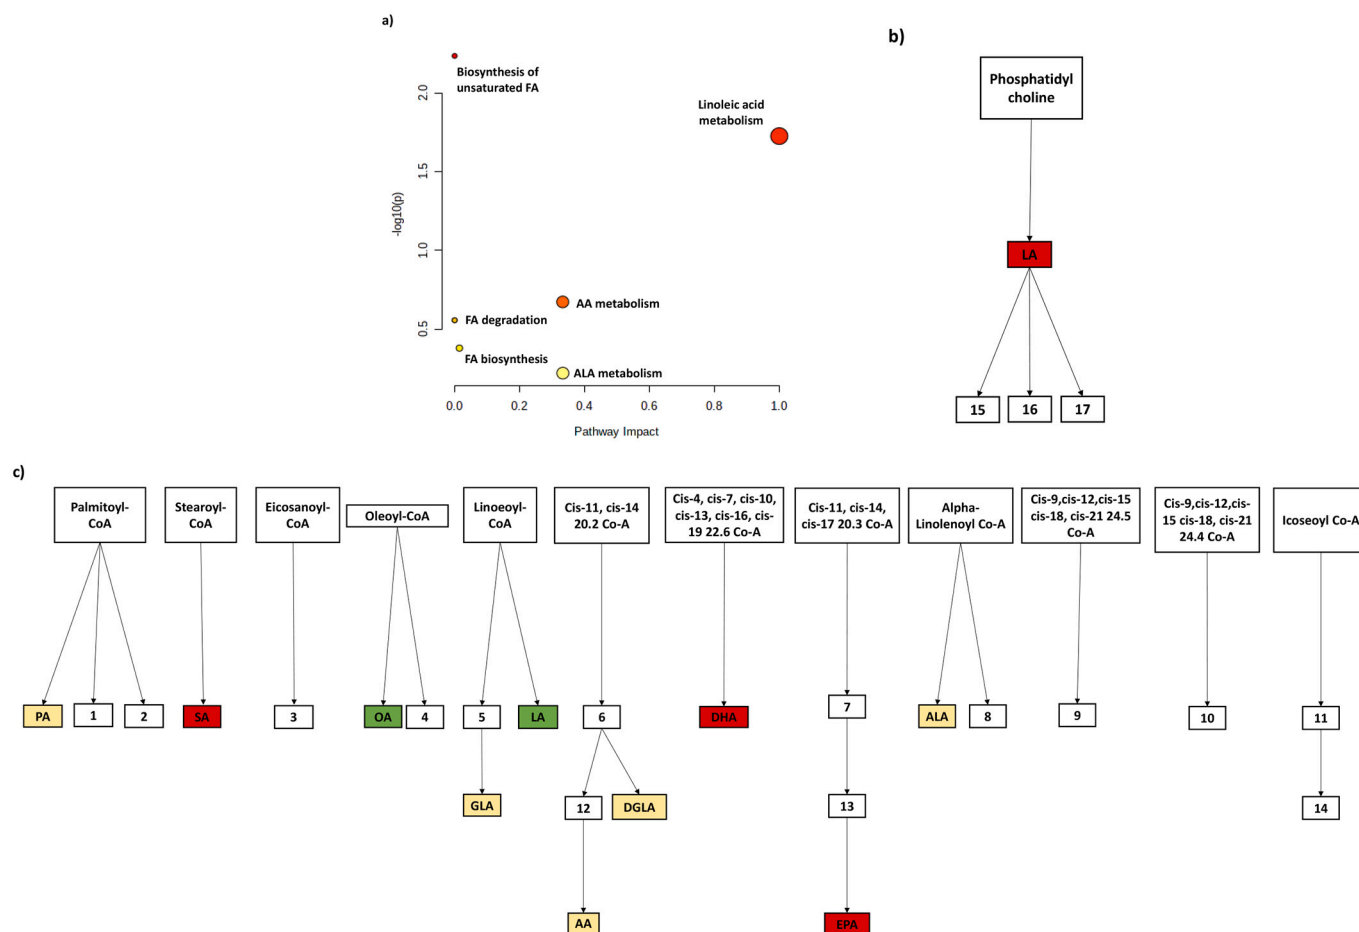 a)
Biosynthesis of
unsaturated FA
Linoleic acid
metabolism
AA metabolism
FA degradation
FA biosynthesis
ALA metabolism
-log10(p)
2.0
1.5
1.0
0.5
0.0
0.2
0.4
0.6
0.8
1.0
Pathway Impact
b)
Phosphatidyl
choline
LA
15
16
17
c)
Palmitoyl-
CoA
Stearoyl-
CoA
Eicosanoyl-
CoA
Oleoyl-CoA
Linoeoyl-
CoA
Cis-11, cis-14
20.2 Co-A
Cis-4, cis-7, cis-10,
cis-13, cis-16, cis-
19 22.6 Co-A
Cis-11, cis-14,
cis-17 20.3 Co-A
Alpha-
Linolenoyl Co-A
Cis-9,cis-12,cis-15
cis-18, cis-21 24.5
Co-A
Cis-9,cis-12,cis-
15 cis-18, cis-21
24.4 Co-A
Icoseoyl Co-A
PA
1
2
SA
3
OA
4
5
LA
6
DHA
7
ALA
8
9
10
11
GLA
12
DGLA
13
14
AA
EPA